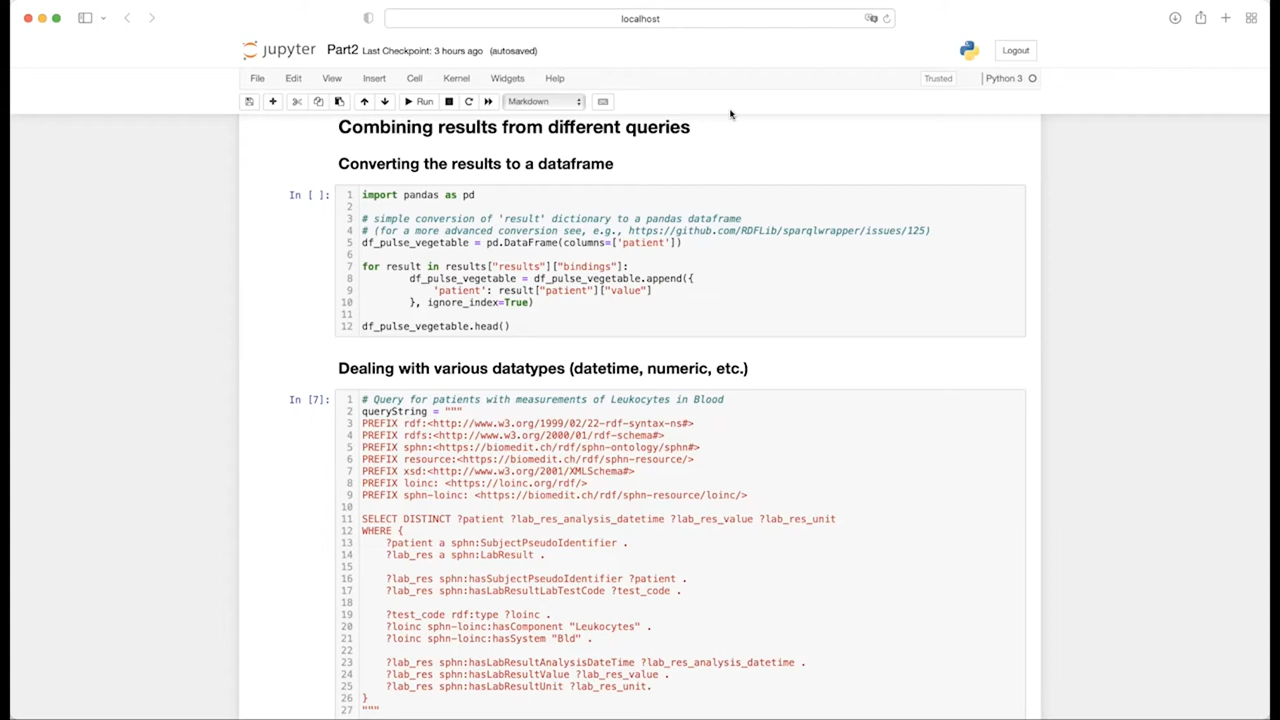 localhost
jupyter Part2 Last Checkpoint: 3 hours ago (autosaved)
Logout
File Edit View Insert Cell Kernel Widgets Help
Trusted Python 3
Run Markdown
Combining results from different queries
Converting the results to a dataframe
In [ ]:
1 import pandas as pd
2
3 # simple conversion of 'result' dictionary to a pandas dataframe
4 # (for a more advanced conversion see, e.g., https://github.com/RDFLib/sparqlwrapper/issues/125)
5 df_pulse_vegetable = pd.DataFrame(columns=['patient'])
6
7 for result in results["results"]["bindings"]:
8 df_pulse_vegetable = df_pulse_vegetable.append({
9 'patient': result["patient"]["value"]
10 }, ignore_index=True)
11
12 df_pulse_vegetable.head()
Dealing with various datatypes (datetime, numeric, etc.)
In [7]:
1 # Query for patients with measurements of Leukocytes in Blood
2 queryString = """
3 PREFIX rdf:<http://www.w3.org/1999/02/22-rdf-syntax-ns#>
4 PREFIX rdfs:<http://www.w3.org/2000/01/rdf-schema#>
5 PREFIX sphn:<https://biomedit.ch/rdf/sphn-ontology/sphn#>
6 PREFIX resource:<https://biomedit.ch/rdf/sphn-resource/>
7 PREFIX xsd:<http://www.w3.org/2001/XMLSchema#>
8 PREFIX loinc: <https://loinc.org/rdf/>
9 PREFIX sphn-loinc: <https://biomedit.ch/rdf/sphn-resource/loinc/>
10
11 SELECT DISTINCT ?patient ?lab_res_analysis_datetime ?lab_res_value ?lab_res_unit
12 WHERE {
13 ?patient a sphn:SubjectPseudoIdentifier .
14 ?lab_res a sphn:LabResult .
15
16 ?lab_res sphn:hasSubjectPseudoIdentifier ?patient .
17 ?lab_res sphn:hasLabResultLabTestCode ?test_code .
18
19 ?test_code rdf:type ?loinc .
20 ?loinc sphn-loinc:hasComponent "Leukocytes" .
21 ?loinc sphn-loinc:hasSystem "Bld" .
22
23 ?lab_res sphn:hasLabResultAnalysisDateTime ?lab_res_analysis_datetime .
24 ?lab_res sphn:hasLabResultValue ?lab_res_value .
25 ?lab_res sphn:hasLabResultUnit ?lab_res_unit.
26 }
27 """